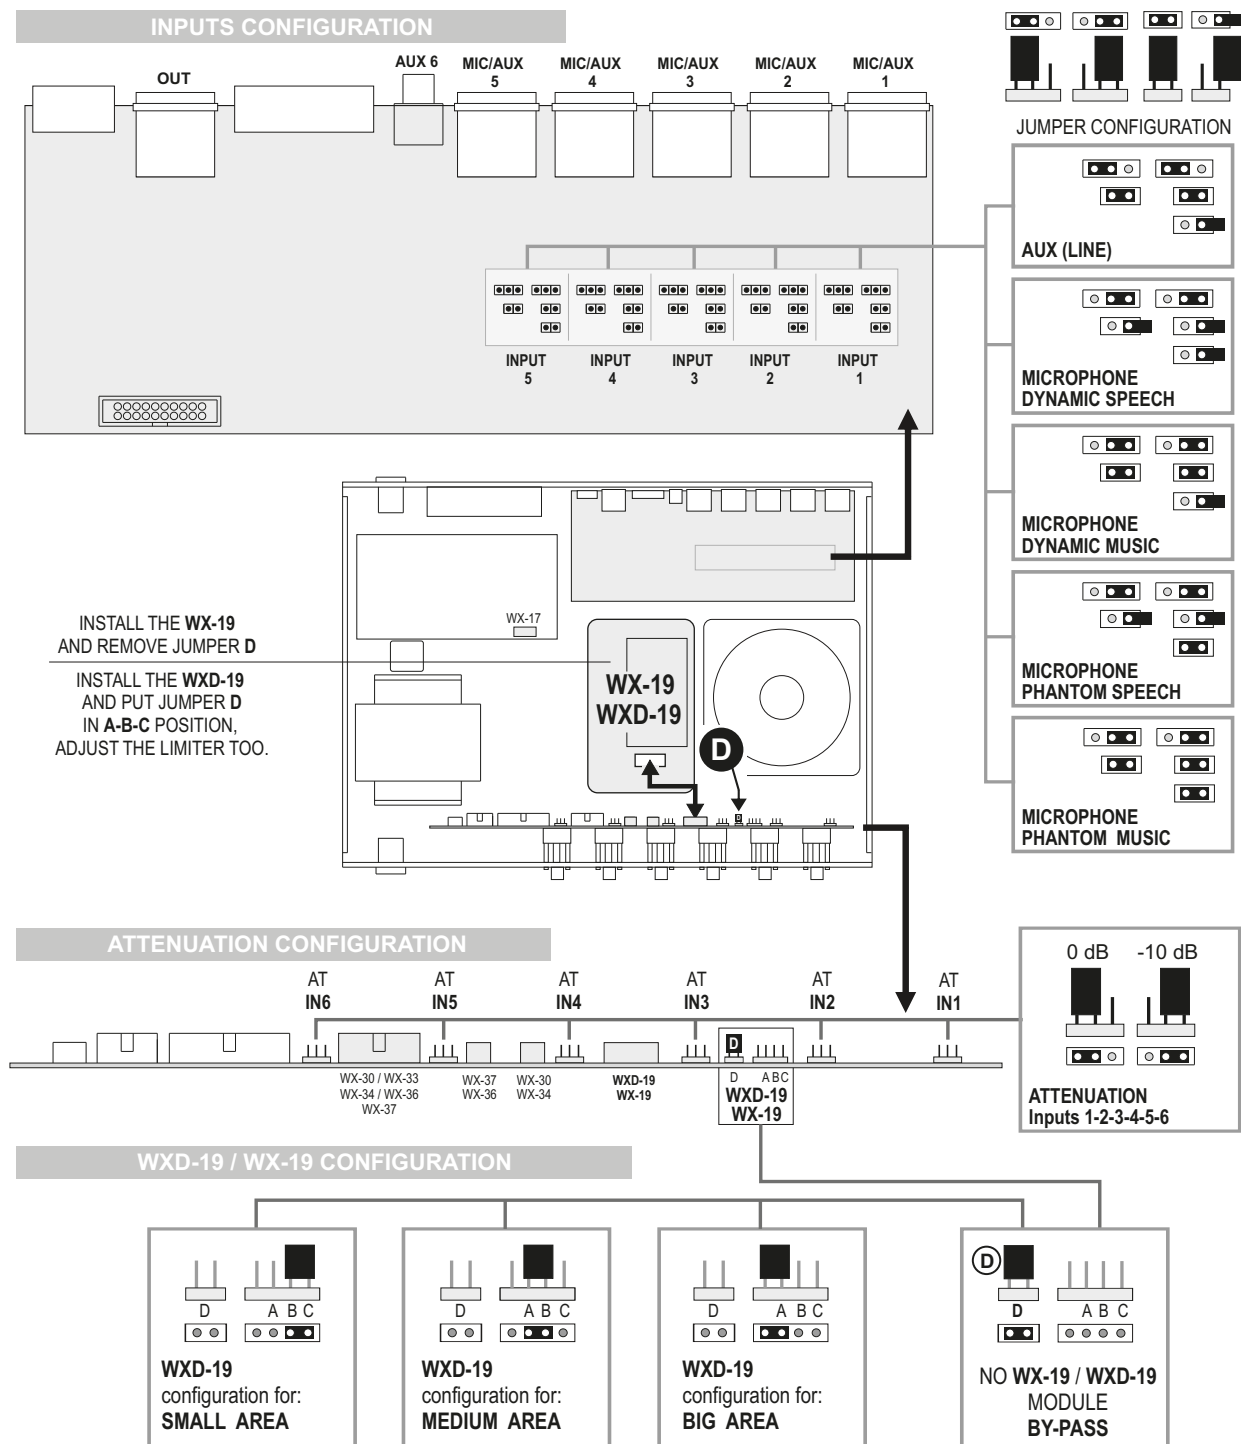 INPUTS CONFIGURATION
OUT
AUX 6
MIC/AUX
5
MIC/AUX
4
MIC/AUX
3
MIC/AUX
2
MIC/AUX
1
INPUT
5
INPUT
4
INPUT
3
INPUT
2
INPUT
1
JUMPER CONFIGURATION
AUX (LINE)
MICROPHONE
DYNAMIC SPEECH
MICROPHONE
DYNAMIC MUSIC
MICROPHONE
PHANTOM SPEECH
MICROPHONE
PHANTOM MUSIC
INSTALL THE WX-19
AND REMOVE JUMPER D
INSTALL THE WXD-19
AND PUT JUMPER D
IN A-B-C POSITION,
ADJUST THE LIMITER TOO.
WX-17
WX-19
WXD-19
D
D
ATTENUATION CONFIGURATION
AT
IN6
AT
IN5
AT
IN4
AT
IN3
AT
IN2
AT
IN1
WX-30 / WX-33
WX-34 / WX-36
WX-37
WX-37
WX-36
WX-30
WX-34
WXD-19
WX-19
D
D ABC
WXD-19
WX-19
0 dB -10 dB
ATTENUATION
Inputs 1-2-3-4-5-6
WXD-19 / WX-19 CONFIGURATION
D A B C
WXD-19
configuration for:
SMALL AREA
D A B C
WXD-19
configuration for:
MEDIUM AREA
D A B C
WXD-19
configuration for:
BIG AREA
D
D A B C
NO WX-19 / WXD-19
MODULE
BY-PASS